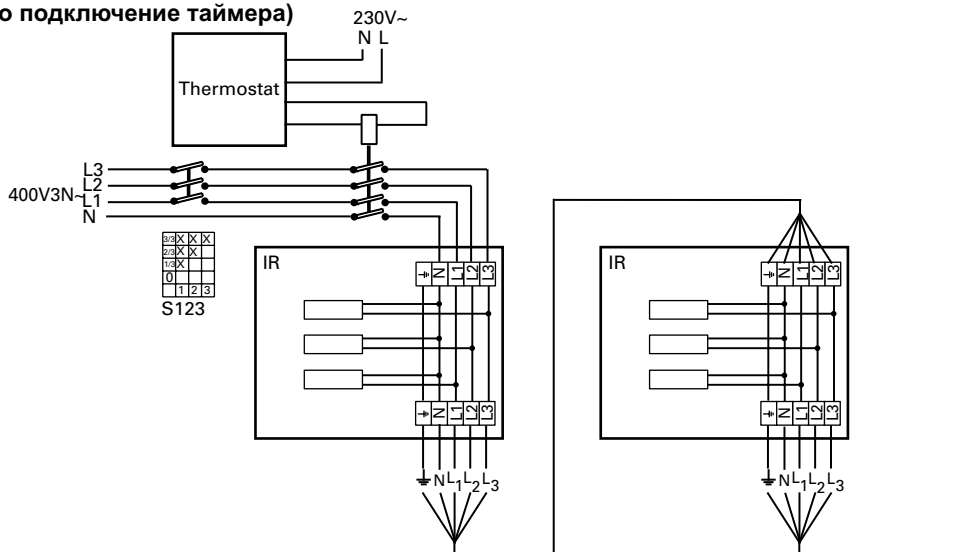 о подключение таймера)
230V~
N L
Thermostat
L3
L2
400V3N~
L1
N
3/3 X X X
2/3 X X
1/3 X
0
1 2 3
S123
IR
⏚ N L1 L2 L3
⏚ N L1 L2 L3
⏚ N L1 L2 L3
IR
⏚ N L1 L2 L3
⏚ N L1 L2 L3
⏚ N L1 L2 L3